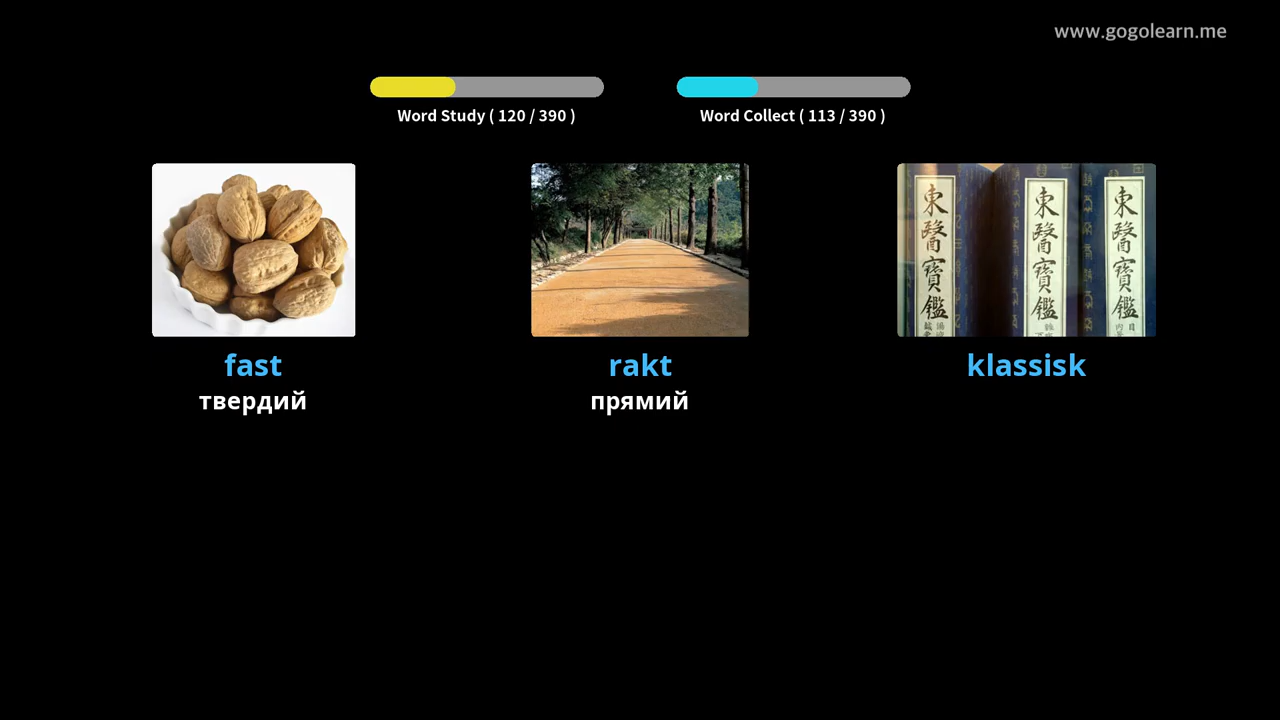 www.gogolearn.me
Word Study ( 120 / 390 )
Word Collect ( 113 / 390 )
東醫寶鑑
東醫寶鑑
東醫寶鑑
fast
rakt
klassisk
твердий
прямий